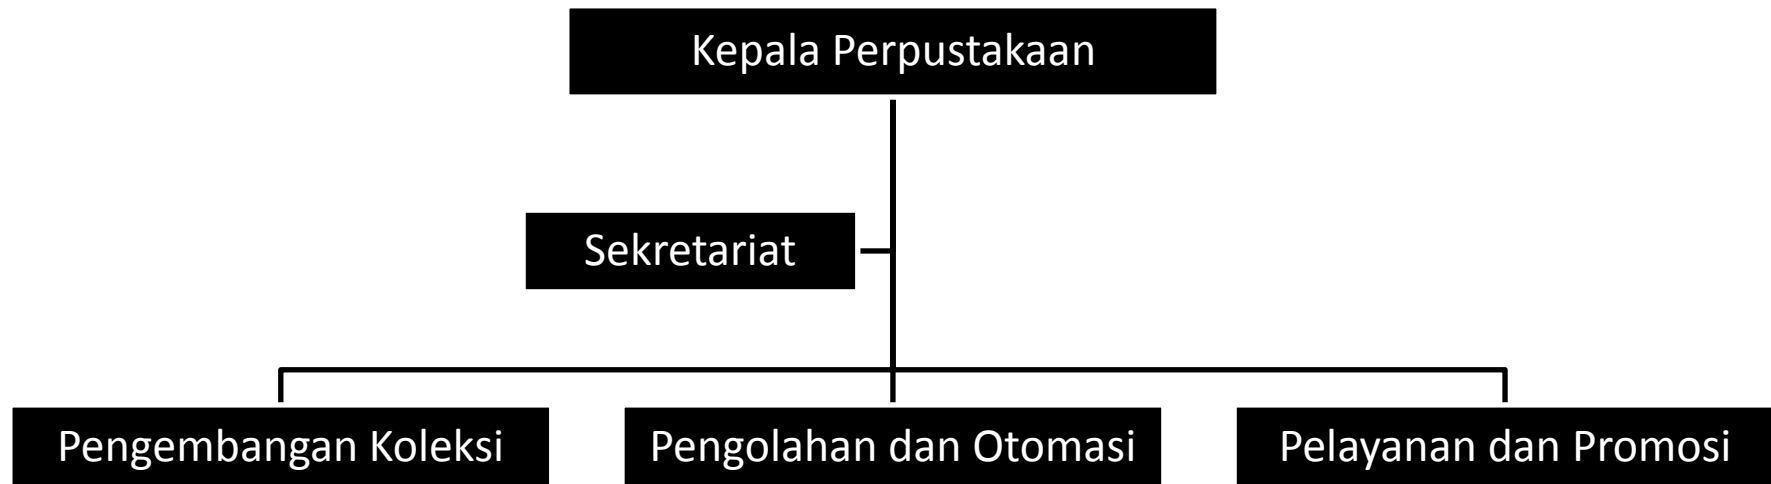 Kepala Perpustakaan
Sekretariat
Pengembangan Koleksi
Pengolahan dan Otomasi
Pelayanan dan Promosi